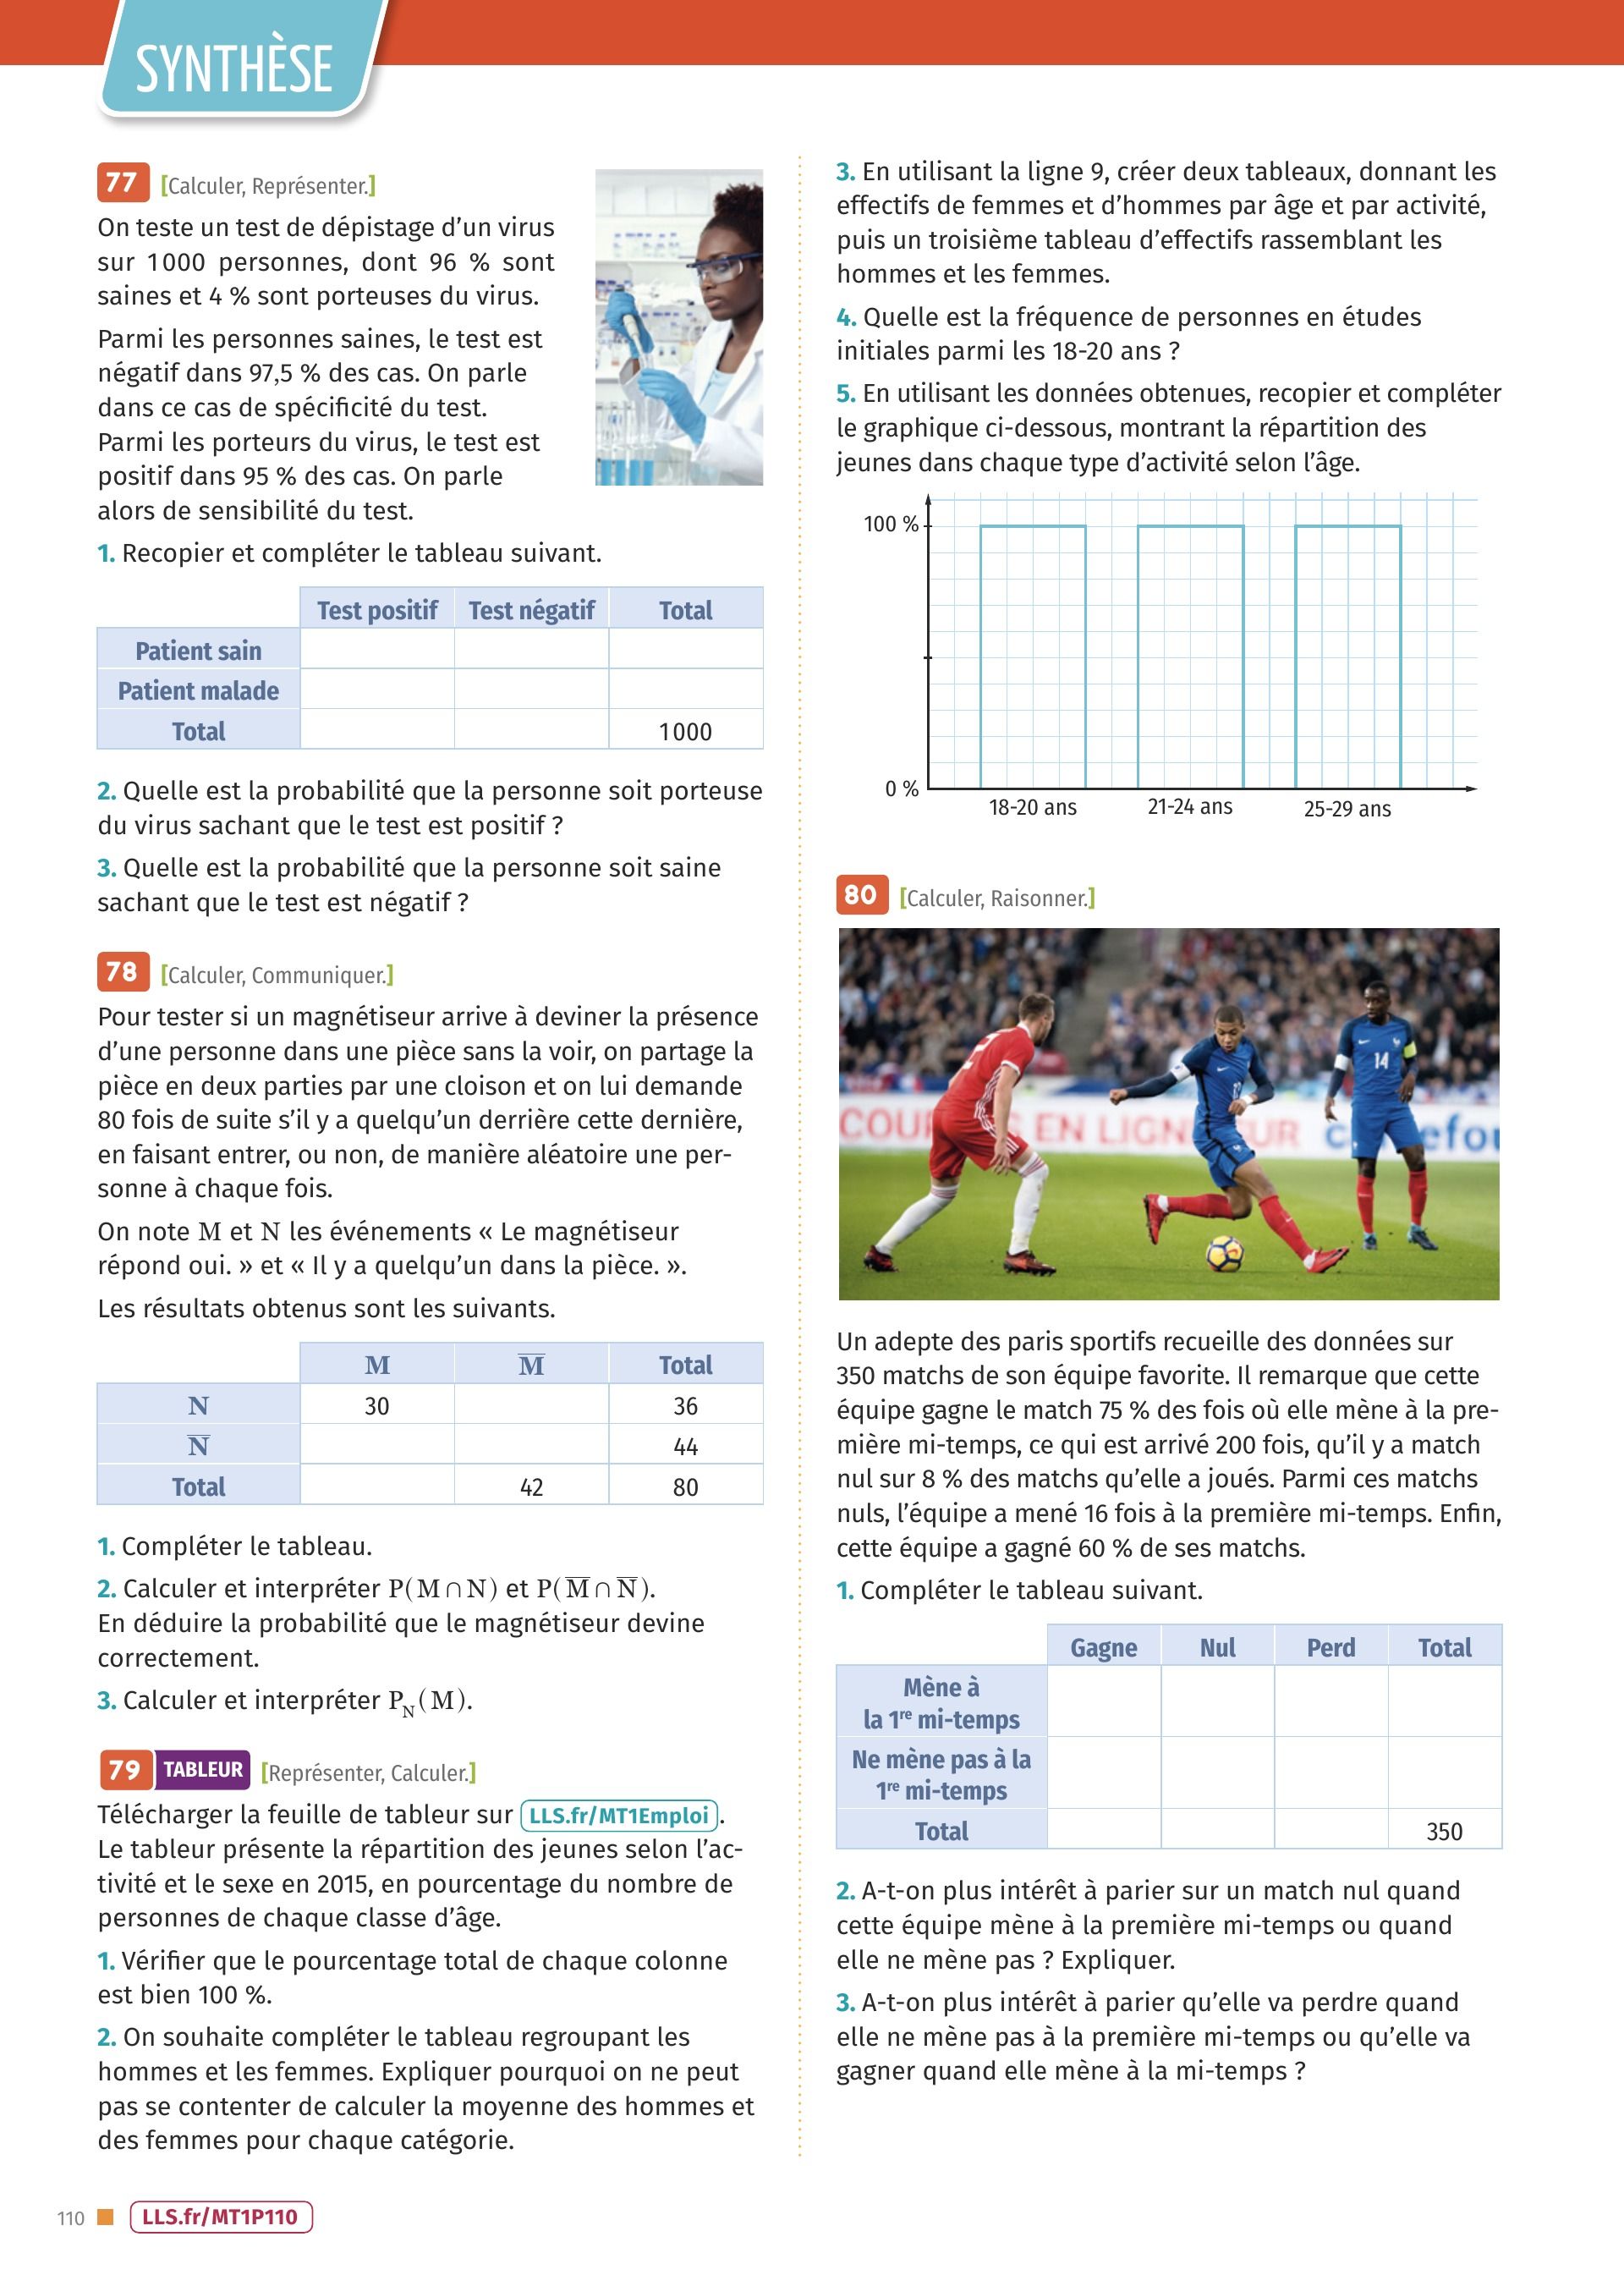 SYNTHÈSE
77 [Calculer, Représenter.]
On teste un test de dépistage d’un virus
sur 1 000 personnes, dont 96 % sont
saines et 4 % sont porteuses du virus.
Parmi les personnes saines, le test est
négatif dans 97,5 % des cas. On parle
dans ce cas de spécificité du test.
Parmi les porteurs du virus, le test est
positif dans 95 % des cas. On parle
alors de sensibilité du test.
1. Recopier et compléter le tableau suivant.
Test positif Test négatif Total
Patient sain
Patient malade
Total 1 000
2. Quelle est la probabilité que la personne soit porteuse
du virus sachant que le test est positif ?
3. Quelle est la probabilité que la personne soit saine
sachant que le test est négatif ?
78 [Calculer, Communiquer.]
Pour tester si un magnétiseur arrive à deviner la présence
d’une personne dans une pièce sans la voir, on partage la
pièce en deux parties par une cloison et on lui demande
80 fois de suite s’il y a quelqu’un derrière cette dernière,
en faisant entrer, ou non, de manière aléatoire une per-
sonne à chaque fois.
On note M et N les événements « Le magnétiseur
répond oui. » et « Il y a quelqu’un dans la pièce. ».
Les résultats obtenus sont les suivants.
M M̅ Total
N 30 36
N̅ 44
Total 42 80
1. Compléter le tableau.
2. Calculer et interpréter P(M ∩ N) et P(M̅ ∩ N̅).
En déduire la probabilité que le magnétiseur devine
correctement.
3. Calculer et interpréter P_N(M).
79 TABLEUR [Représenter, Calculer.]
Télécharger la feuille de tableur sur LLS.fr/MT1Emploi.
Le tableur présente la répartition des jeunes selon l’ac-
tivité et le sexe en 2015, en pourcentage du nombre de
personnes de chaque classe d’âge.
1. Vérifier que le pourcentage total de chaque colonne
est bien 100 %.
2. On souhaite compléter le tableau regroupant les
hommes et les femmes. Expliquer pourquoi on ne peut
pas se contenter de calculer la moyenne des hommes et
des femmes pour chaque catégorie.
3. En utilisant la ligne 9, créer deux tableaux, donnant les
effectifs de femmes et d’hommes par âge et par activité,
puis un troisième tableau d’effectifs rassemblant les
hommes et les femmes.
4. Quelle est la fréquence de personnes en études
initiales parmi les 18-20 ans ?
5. En utilisant les données obtenues, recopier et compléter
le graphique ci-dessous, montrant la répartition des
jeunes dans chaque type d’activité selon l’âge.
100 %
0 %
18-20 ans 21-24 ans 25-29 ans
80 [Calculer, Raisonner.]
14
EN LIGN
Un adepte des paris sportifs recueille des données sur
350 matchs de son équipe favorite. Il remarque que cette
équipe gagne le match 75 % des fois où elle mène à la pre-
mière mi-temps, ce qui est arrivé 200 fois, qu’il y a match
nul sur 8 % des matchs qu’elle a joués. Parmi ces matchs
nuls, l’équipe a mené 16 fois à la première mi-temps. Enfin,
cette équipe a gagné 60 % de ses matchs.
1. Compléter le tableau suivant.
Gagne Nul Perd Total
Mène à
la 1re mi-temps
Ne mène pas à la
1re mi-temps
Total 350
2. A-t-on plus intérêt à parier sur un match nul quand
cette équipe mène à la première mi-temps ou quand
elle ne mène pas ? Expliquer.
3. A-t-on plus intérêt à parier qu’elle va perdre quand
elle ne mène pas à la première mi-temps ou qu’elle va
gagner quand elle mène à la mi-temps ?
110 LLS.fr/MT1P110